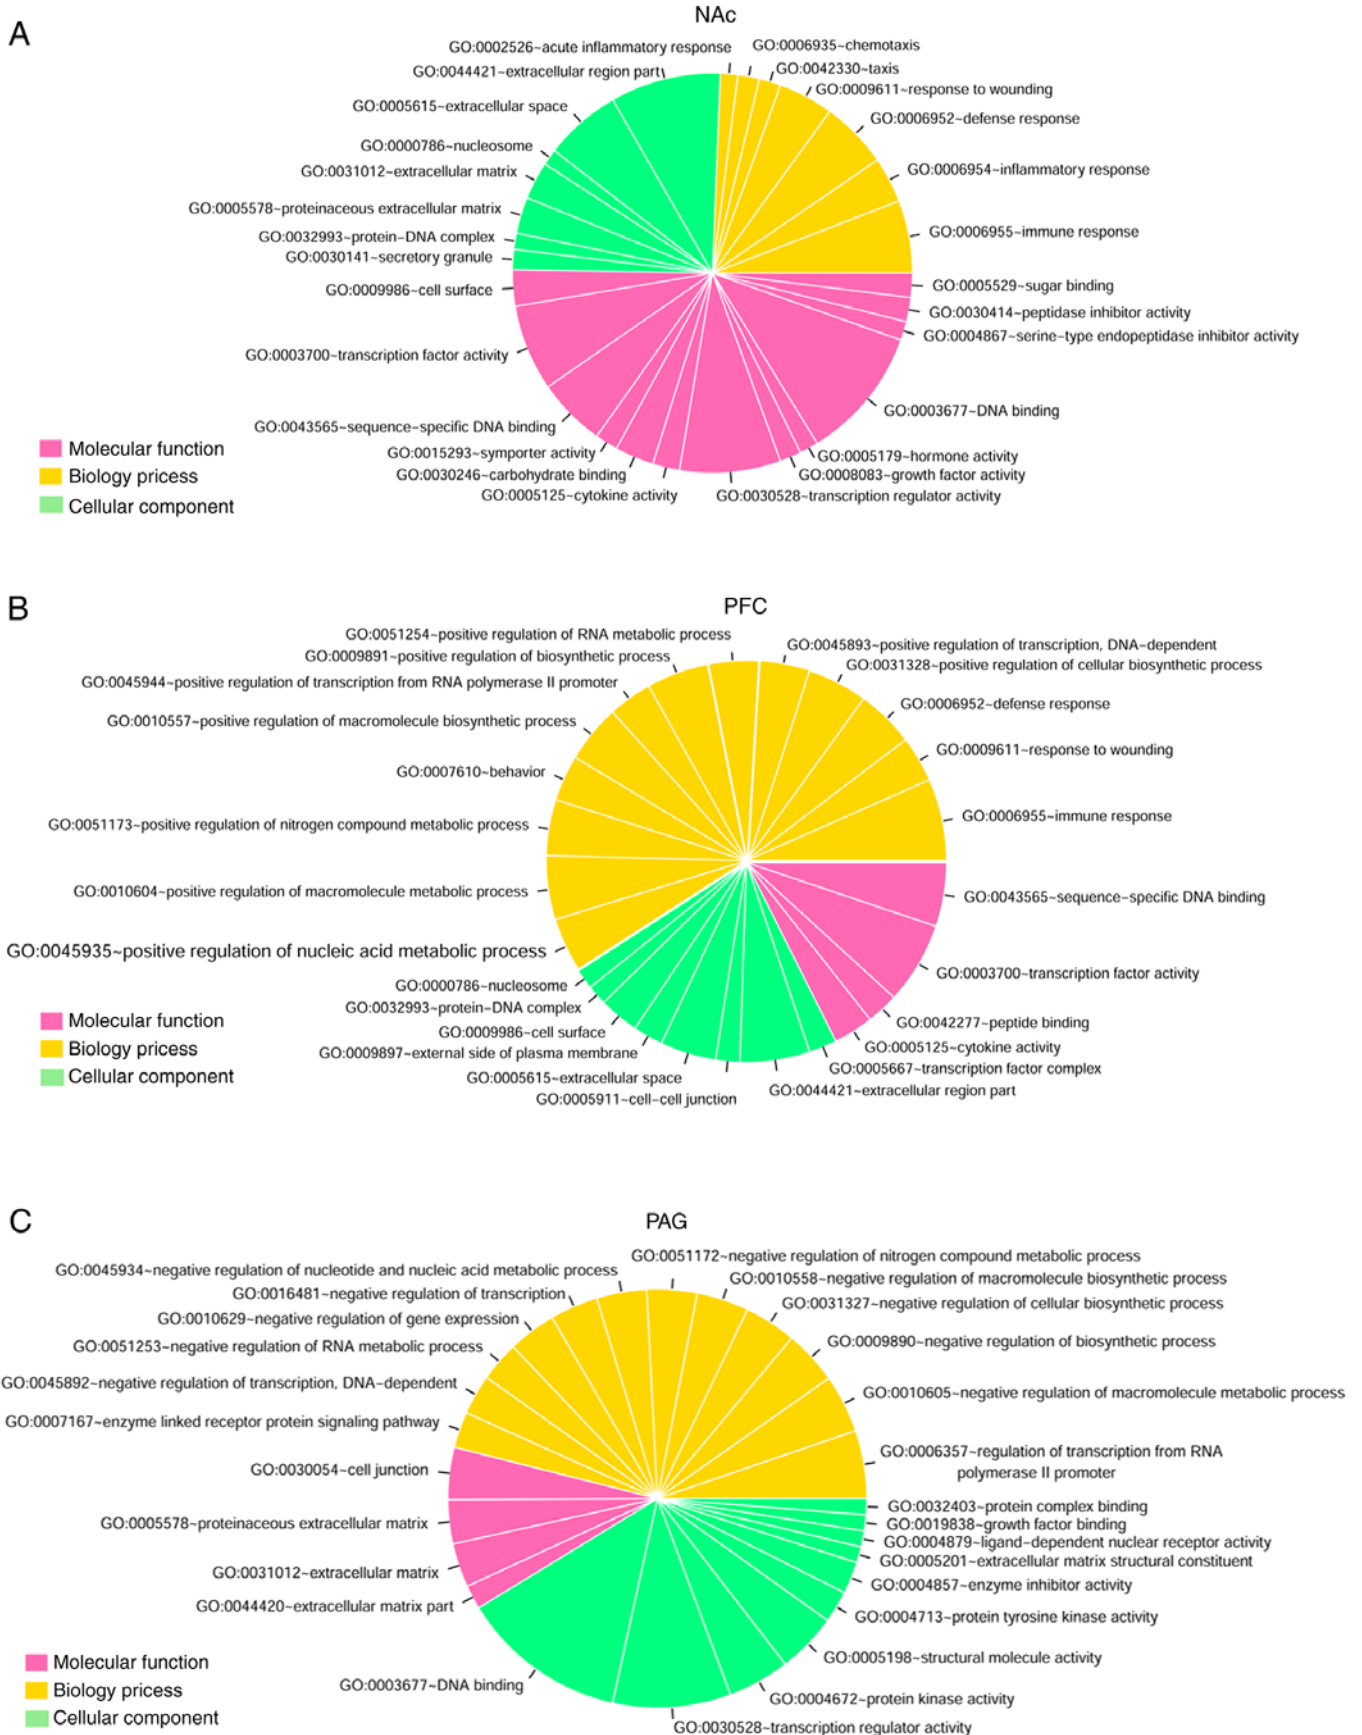 A
NAc
GO:0002526~acute inflammatory response
GO:0006935~chemotaxis
GO:0044421~extracellular region part
GO:0042330~taxis
GO:0009611~response to wounding
GO:0005615~extracellular space
GO:0006952~defense response
GO:0000786~nucleosome
GO:0031012~extracellular matrix
GO:0006954~inflammatory response
GO:0005578~proteinaceous extracellular matrix
GO:0032993~protein-DNA complex
GO:0006955~immune response
GO:0030141~secretory granule
GO:0009986~cell surface
GO:0005529~sugar binding
GO:0030414~peptidase inhibitor activity
GO:0004867~serine-type endopeptidase inhibitor activity
GO:0003700~transcription factor activity
GO:0003677~DNA binding
GO:0043565~sequence-specific DNA binding
GO:0015293~symporter activity
GO:0005179~hormone activity
GO:0030246~carbohydrate binding
GO:0008083~growth factor activity
GO:0005125~cytokine activity
GO:0030528~transcription regulator activity
Molecular function
Biology pricess
Cellular component
B
PFC
GO:0051254~positive regulation of RNA metabolic process
GO:0045893~positive regulation of transcription, DNA-dependent
GO:0009891~positive regulation of biosynthetic process
GO:0031328~positive regulation of cellular biosynthetic process
GO:0045944~positive regulation of transcription from RNA polymerase II promoter
GO:0006952~defense response
GO:0010557~positive regulation of macromolecule biosynthetic process
GO:0009611~response to wounding
GO:0007610~behavior
GO:0006955~immune response
GO:0051173~positive regulation of nitrogen compound metabolic process
GO:0010604~positive regulation of macromolecule metabolic process
GO:0043565~sequence-specific DNA binding
GO:0045935~positive regulation of nucleic acid metabolic process
GO:0003700~transcription factor activity
GO:0000786~nucleosome
GO:0032993~protein-DNA complex
GO:0042277~peptide binding
GO:0009986~cell surface
GO:0005125~cytokine activity
GO:0009897~external side of plasma membrane
GO:0005667~transcription factor complex
GO:0005615~extracellular space
GO:0044421~extracellular region part
GO:0005911~cell-cell junction
Molecular function
Biology pricess
Cellular component
C
PAG
GO:0051172~negative regulation of nitrogen compound metabolic process
GO:0045934~negative regulation of nucleotide and nucleic acid metabolic process
GO:0010558~negative regulation of macromolecule biosynthetic process
GO:0016481~negative regulation of transcription
GO:0031327~negative regulation of cellular biosynthetic process
GO:0010629~negative regulation of gene expression
GO:0009890~negative regulation of biosynthetic process
GO:0051253~negative regulation of RNA metabolic process
GO:0045892~negative regulation of transcription, DNA-dependent
GO:0010605~negative regulation of macromolecule metabolic process
GO:0007167~enzyme linked receptor protein signaling pathway
GO:0006357~regulation of transcription from RNA
polymerase II promoter
GO:0030054~cell junction
GO:0032403~protein complex binding
GO:0005578~proteinaceous extracellular matrix
GO:0019838~growth factor binding
GO:0004879~ligand-dependent nuclear receptor activity
GO:0005201~extracellular matrix structural constituent
GO:0031012~extracellular matrix
GO:0004857~enzyme inhibitor activity
GO:0044420~extracellular matrix part
GO:0004713~protein tyrosine kinase activity
GO:0005198~structural molecule activity
GO:0003677~DNA binding
GO:0004672~protein kinase activity
GO:0030528~transcription regulator activity
Molecular function
Biology pricess
Cellular component